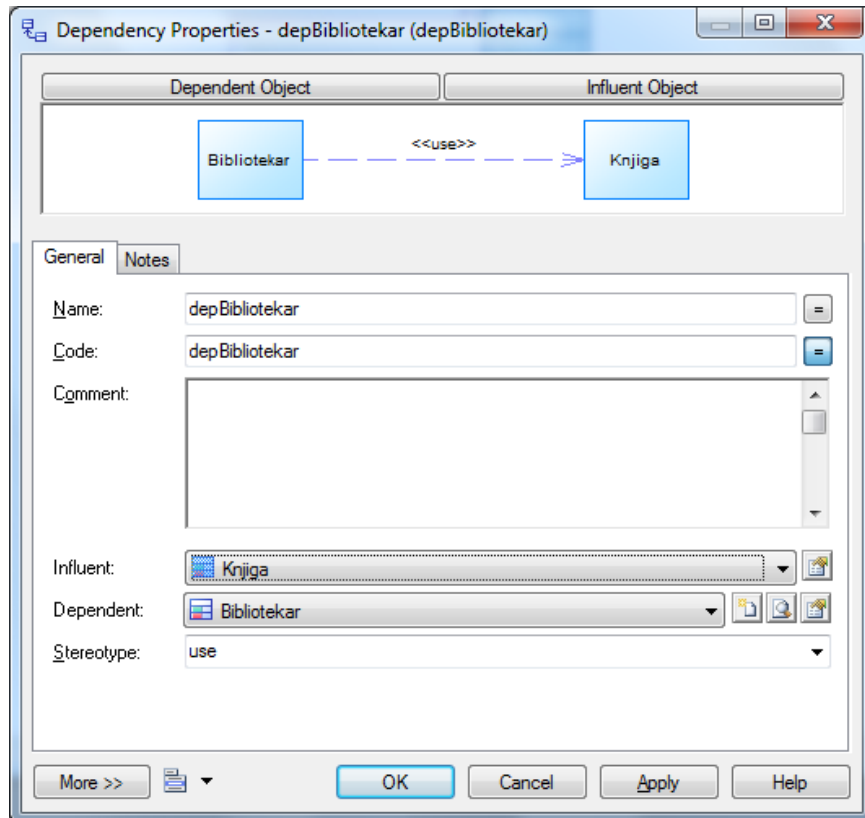 Dependency Properties - depBibliotekar (depBibliotekar)
Dependent Object Influent Object
Bibliotekar <<use>> Knjiga
General Notes
Name: depBibliotekar =
Code: depBibliotekar =
Comment:
Influent: Knjiga
Dependent: Bibliotekar
Stereotype: use
More >> OK Cancel Apply Help